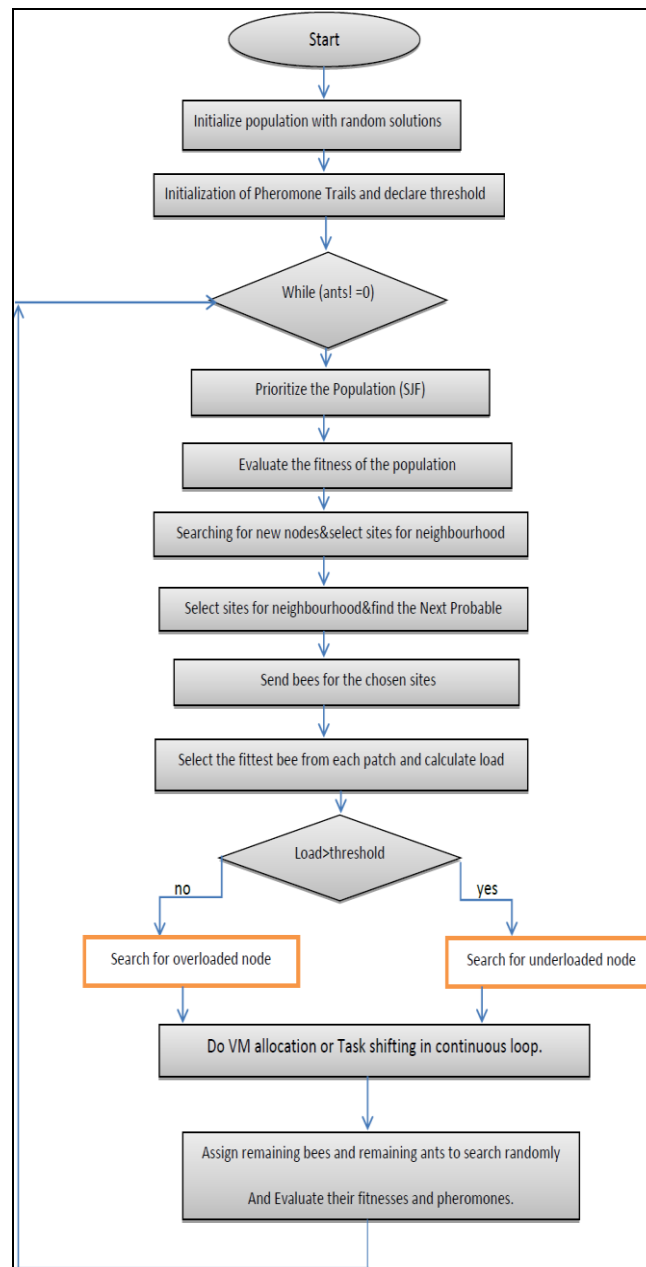 Start
Initialize population with random solutions
Initialization of Pheromone Trails and declare threshold
While (ants! =0)
Prioritize the Population (SJF)
Evaluate the fitness of the population
Searching for new nodes&select sites for neighbourhood
Select sites for neighbourhood&find the Next Probable
Send bees for the chosen sites
Select the fittest bee from each patch and calculate load
Load>threshold
no
yes
Search for overloaded node
Search for underloaded node
Do VM allocation or Task shifting in continuous loop.
Assign remaining bees and remaining ants to search randomly
And Evaluate their fitnesses and pheromones.